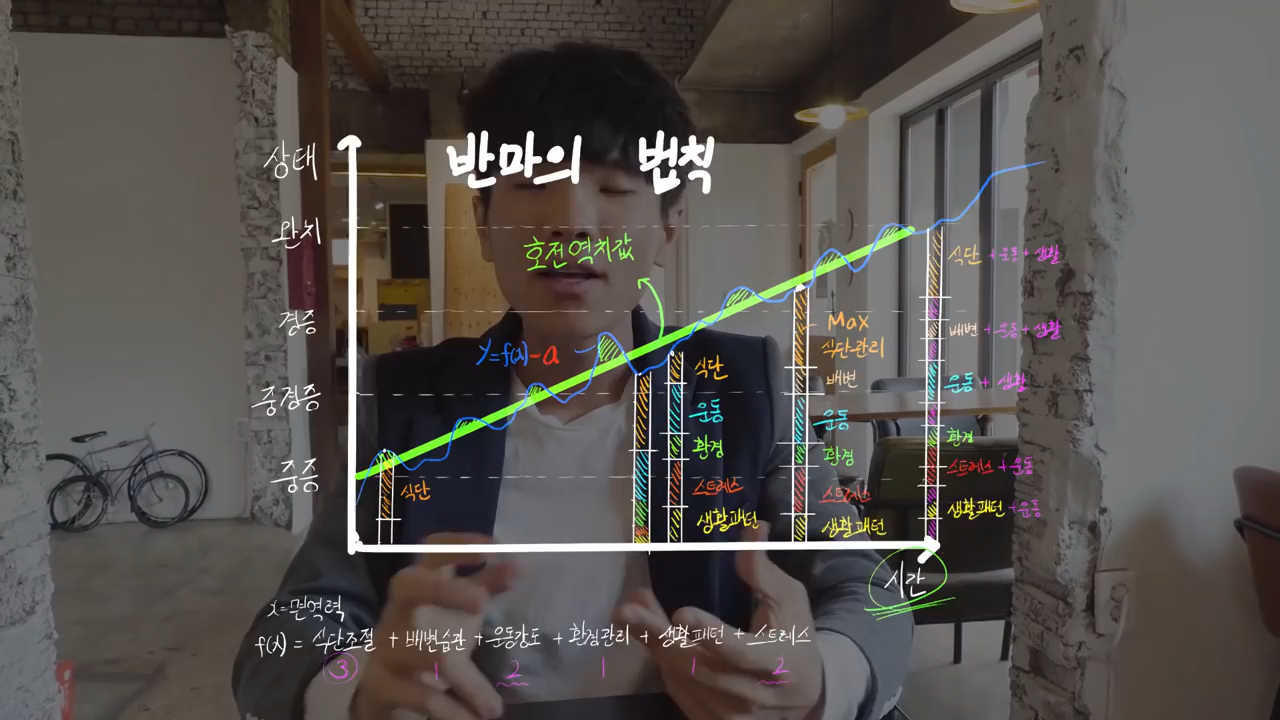 반마의 법칙
상태
완치
경증
중경증
중증
호전역치값
y=f(x)-a
식단
식단
운동
환경
스트레스
생활패턴
Max
식단관리
배변
운동
환경
스트레스
생활패턴
식단 + 운동 + 생활
배변 + 운동 + 생활
운동 + 생활
환경
스트레스 + 운동
생활패턴 + 운동
시간
x=면역력
f(x) = 식단조절 + 배변습관 + 운동강도 + 환경관리 + 생활패턴 + 스트레스
3 1 2 1 1 2